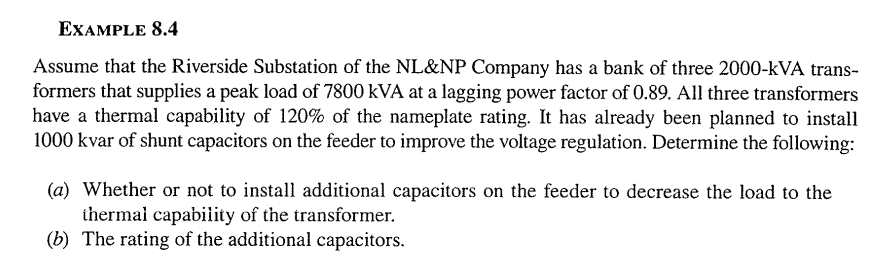 EXAMPLE 8.4
Assume that the Riverside Substation of the NL&NP Company has a bank of three 2000-kVA trans-
formers that supplies a peak load of 7800 kVA at a lagging power factor of 0.89. All three transformers
have a thermal capability of 120% of the nameplate rating. It has already been planned to install
1000 kvar of shunt capacitors on the feeder to improve the voltage regulation. Determine the following:
(a) Whether or not to install additional capacitors on the feeder to decrease the load to the
thermal capability of the transformer.
(b) The rating of the additional capacitors.